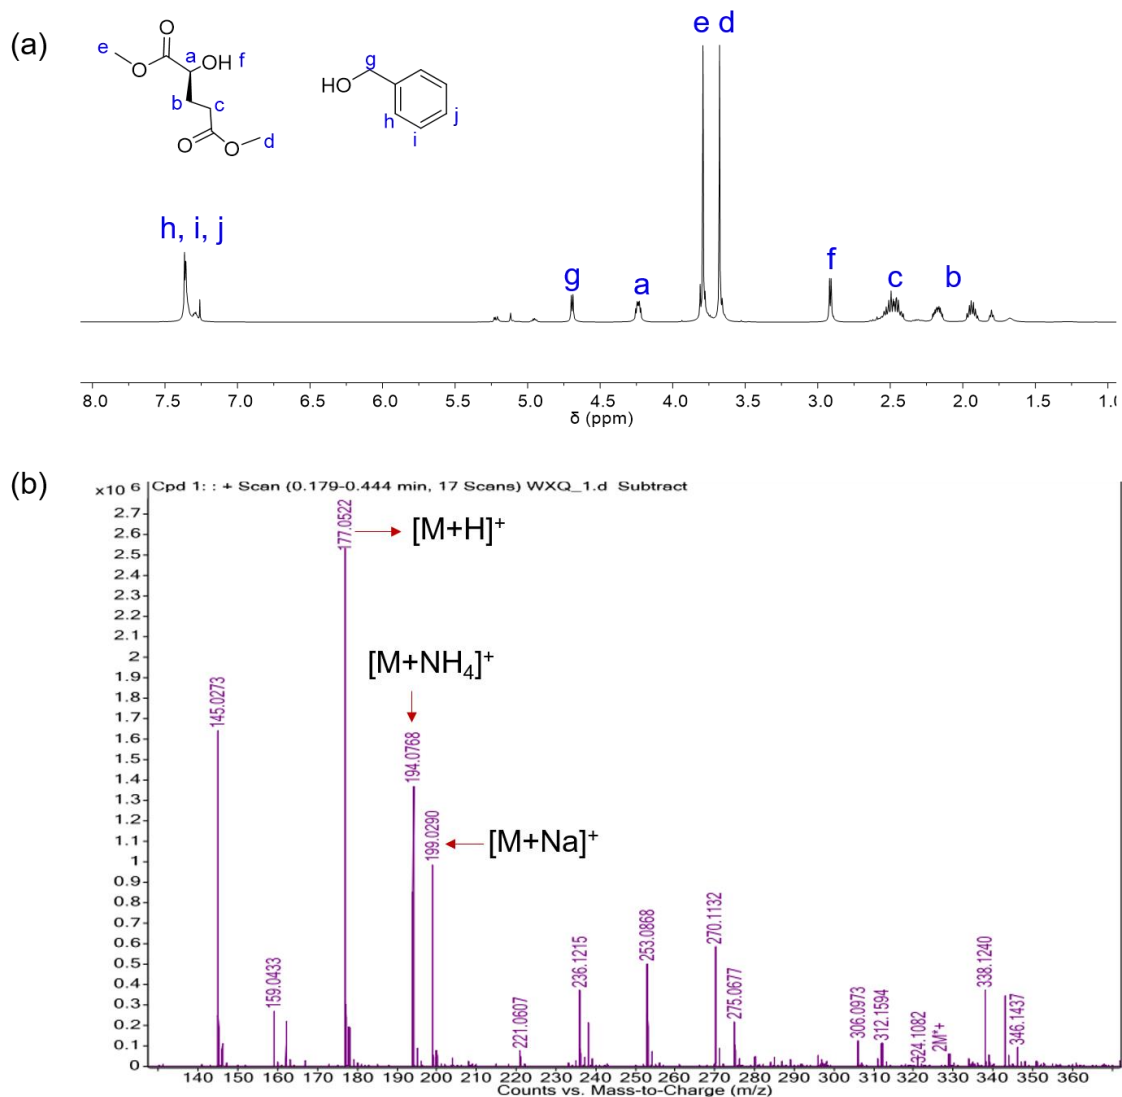 (a)
e
O
a
OH
f
O
b
c
O
O
d
g
HO
h
i
j
e d
h, i, j
g
a
f
c
b
8.0 7.5 7.0 6.5 6.0 5.5 5.0 4.5 4.0 3.5 3.0 2.5 2.0 1.5
δ (ppm)
(b)
x10 6
Cpd 1: : + Scan (0.179-0.444 min, 17 Scans) WXQ_1.d Subtract
2.7
2.6
2.5
2.4
2.3
2.2
2.1
2
1.9
1.8
1.7
1.6
1.5
1.4
1.3
1.2
1.1
1
0.9
0.8
0.7
0.6
0.5
0.4
0.3
0.2
0.1
0
177.0522
[M+H]+
[M+NH4]+
145.0273
194.0768
199.0290
[M+Na]+
159.0433
221.0607
236.1215
253.0868
270.1132
275.0677
306.0973
312.1594
324.1082
2M*+
338.1240
346.1437
140 150 160 170 180 190 200 210 220 230 240 250 260 270 280 290 300 310 320 330 340 350 360
Counts vs. Mass-to-Charge (m/z)